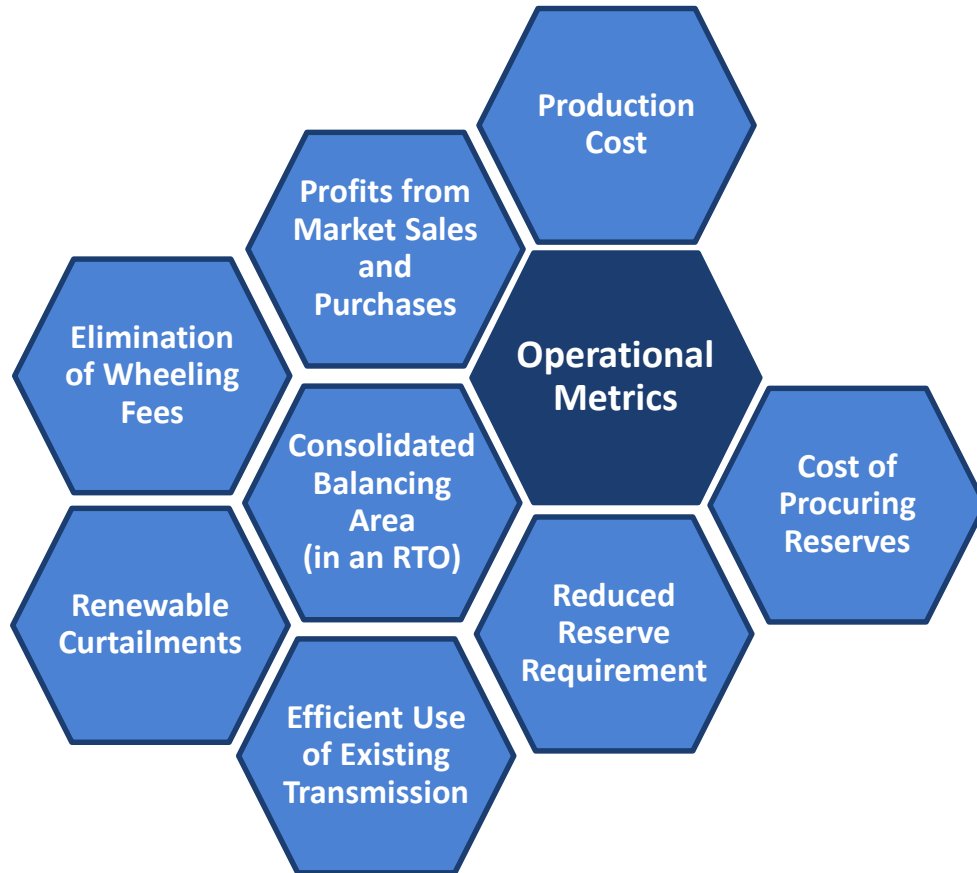 Production
Cost
Profits from
Market Sales
and
Purchases
Elimination
of Wheeling
Fees
Operational
Metrics
Consolidated
Balancing
Area
(in an RTO)
Cost of
Procuring
Reserves
Renewable
Curtailments
Reduced
Reserve
Requirement
Efficient Use
of Existing
Transmission